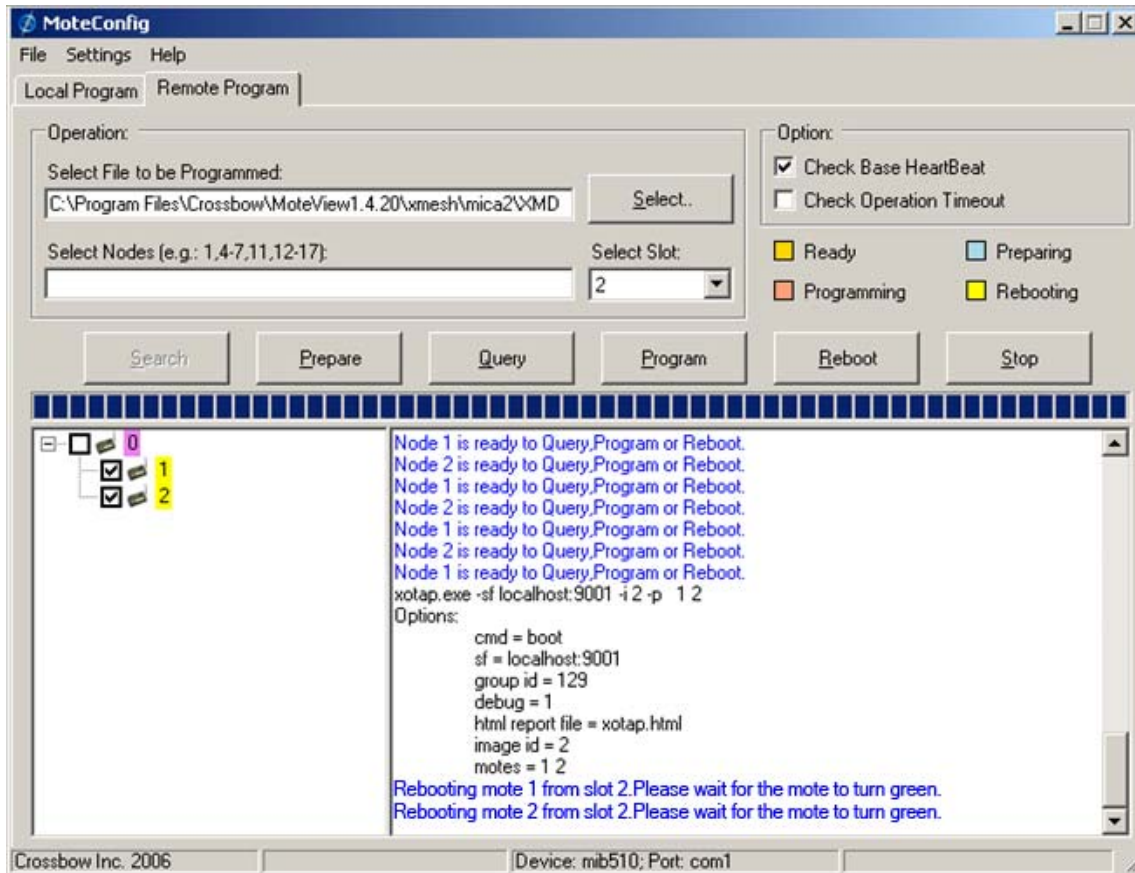 MoteConfig
File Settings Help
Local Program Remote Program
Operation:
Select File to be Programmed:
C:\Program Files\Crossbow\MoteView1.4.20\xmesh\mica2\XMD
Select..
Select Nodes (e.g.: 1,4-7,11,12-17):
Select Slot:
2
Option:
Check Base HeartBeat
Check Operation Timeout
Ready Preparing
Programming Rebooting
Search Prepare Query Program Reboot Stop
0
1
2
Node 1 is ready to Query,Program or Reboot.
Node 2 is ready to Query,Program or Reboot.
Node 1 is ready to Query,Program or Reboot.
Node 2 is ready to Query,Program or Reboot.
Node 1 is ready to Query,Program or Reboot.
Node 2 is ready to Query,Program or Reboot.
Node 1 is ready to Query,Program or Reboot.
xotap.exe -sf localhost:9001 -i 2 -p 1 2
Options:
cmd = boot
sf = localhost:9001
group id = 129
debug = 1
html report file = xotap.html
image id = 2
motes = 1 2
Rebooting mote 1 from slot 2.Please wait for the mote to turn green.
Rebooting mote 2 from slot 2.Please wait for the mote to turn green.
Crossbow Inc. 2006
Device: mib510; Port: com1